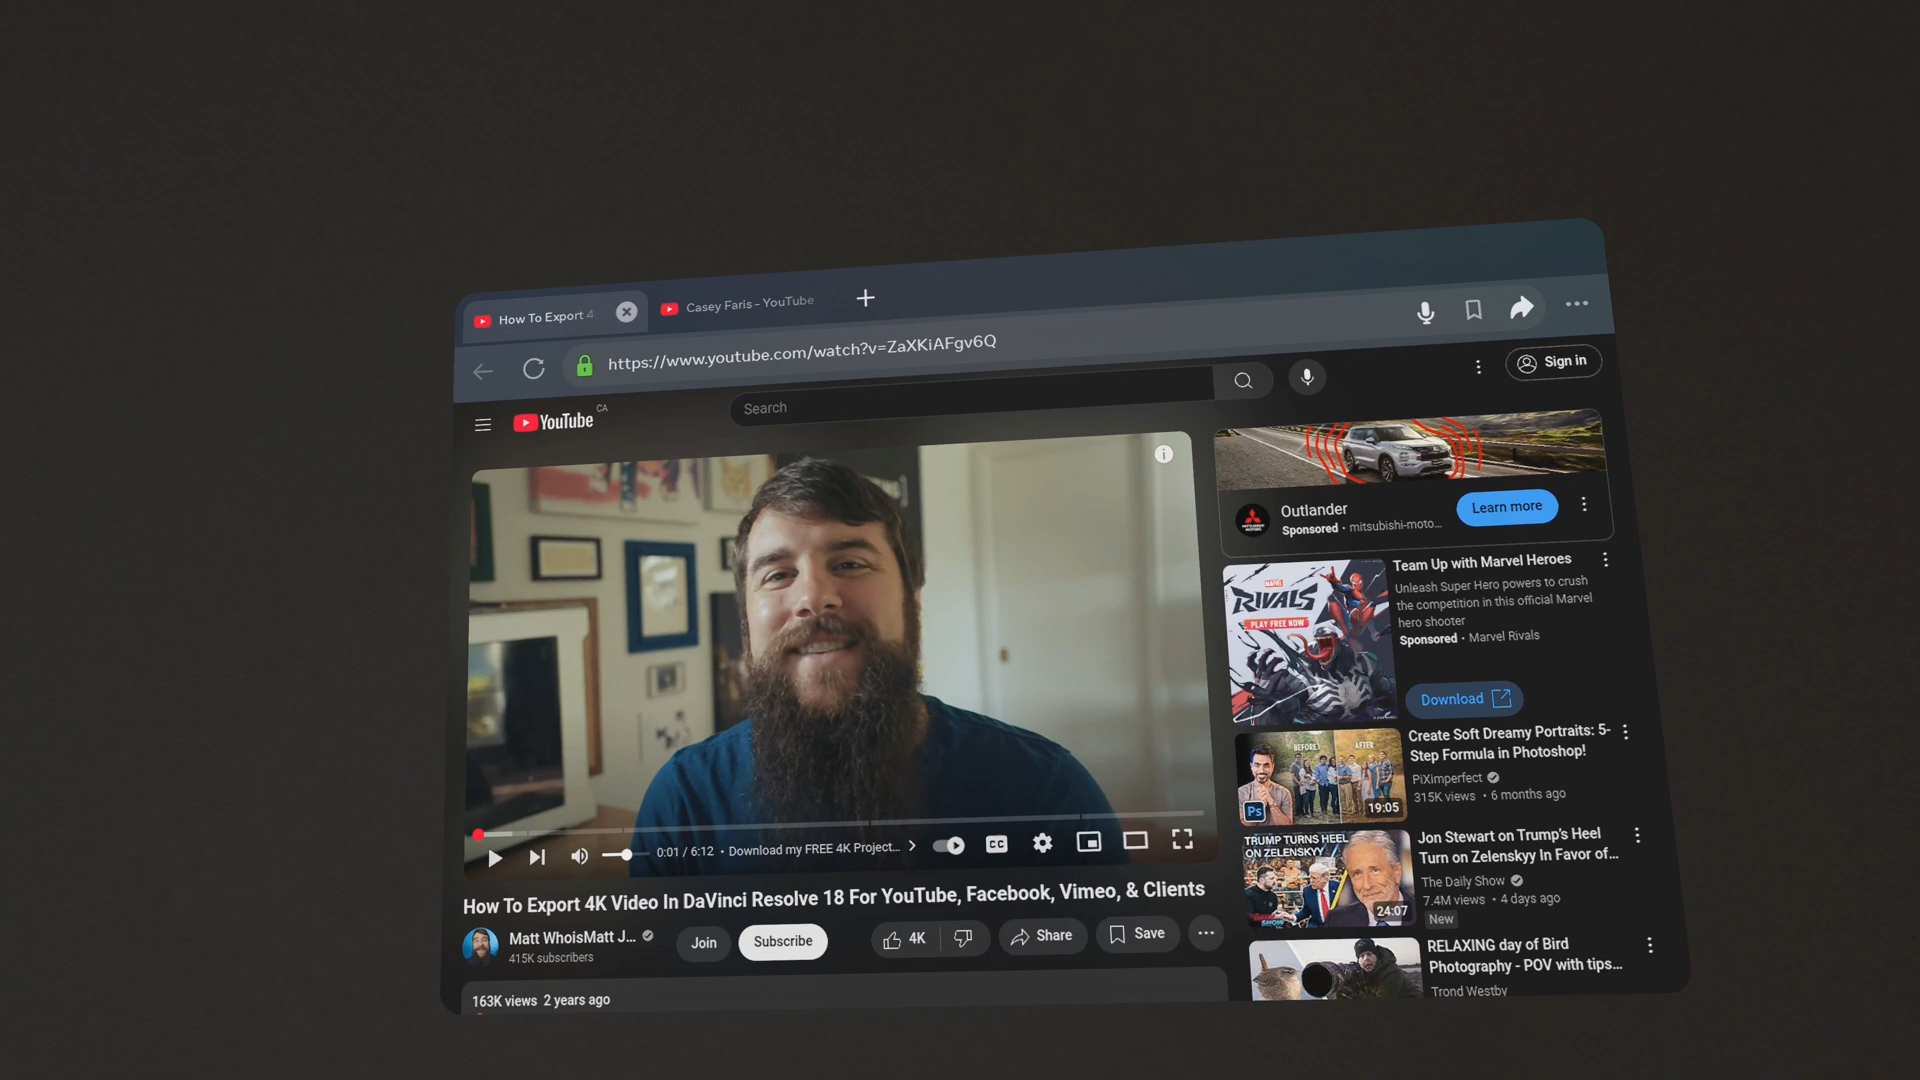 How To Export 4
Casey Faris - YouTube
https://www.youtube.com/watch?v=ZaXKiAFgv6Q
YouTube CA
Search
Sign in
Outlander
Sponsored · mitsubishi-moto...
Learn more
MARVEL
RIVALS
PLAY FREE NOW
Team Up with Marvel Heroes
Unleash Super Hero powers to crush
the competition in this official Marvel
hero shooter
Sponsored · Marvel Rivals
Download
BEFORE
AFTER
Ps
19:05
Create Soft Dreamy Portraits: 5-
Step Formula in Photoshop!
PiXimperfect
315K views · 6 months ago
TRUMP TURNS HEEL
ON ZELENSKYY
24:07
Jon Stewart on Trump's Heel
Turn on Zelenskyy In Favor of...
The Daily Show
7.4M views · 4 days ago
New
RELAXING day of Bird
Photography - POV with tips...
Trond Westby
0:01 / 6:12 · Download my FREE 4K Project...
CC
How To Export 4K Video In DaVinci Resolve 18 For YouTube, Facebook, Vimeo, & Clients
Matt WhoisMatt J...
415K subscribers
Join
Subscribe
4K
Share
Save
163K views 2 years ago